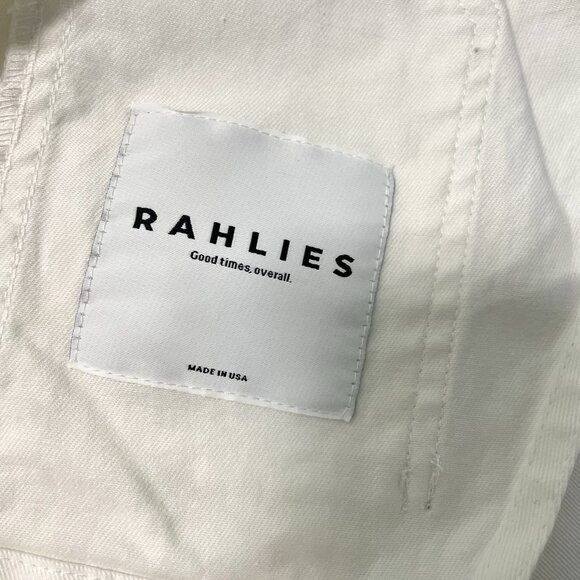 RAHLIES
Good times, overall.
MADE IN USA